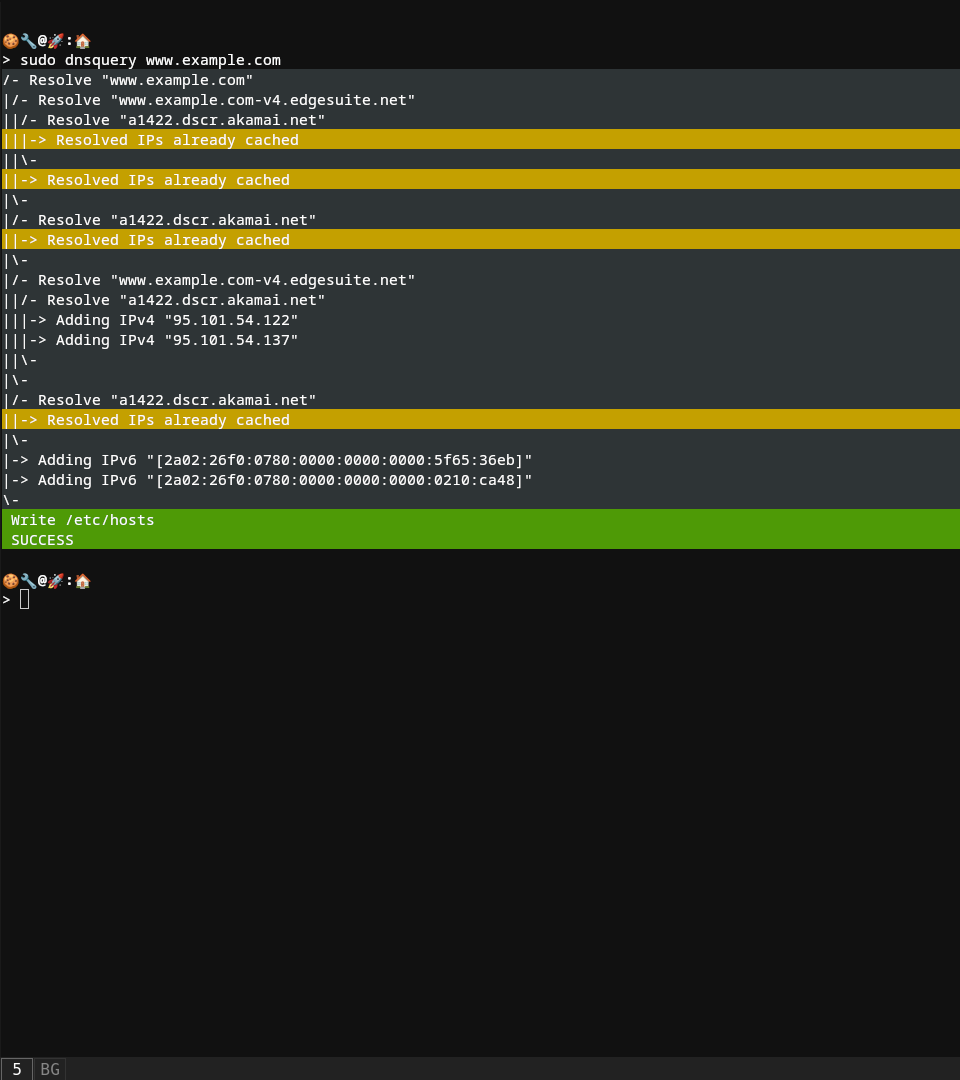 🍪🔧@🚀:🏠
> sudo dnsquery www.example.com
/- Resolve "www.example.com"
|/- Resolve "www.example.com-v4.edgesuite.net"
||/- Resolve "a1422.dscr.akamai.net"
|||-> Resolved IPs already cached
||\-
||-> Resolved IPs already cached
|\-
|/- Resolve "a1422.dscr.akamai.net"
||-> Resolved IPs already cached
|\-
|/- Resolve "www.example.com-v4.edgesuite.net"
||/- Resolve "a1422.dscr.akamai.net"
|||-> Adding IPv4 "95.101.54.122"
|||-> Adding IPv4 "95.101.54.137"
||\-
|\-
|/- Resolve "a1422.dscr.akamai.net"
||-> Resolved IPs already cached
|\-
|-> Adding IPv6 "[2a02:26f0:0780:0000:0000:0000:5f65:36eb]"
|-> Adding IPv6 "[2a02:26f0:0780:0000:0000:0000:0210:ca48]"
\-
Write /etc/hosts
SUCCESS
🍪🔧@🚀:🏠
>
5 BG